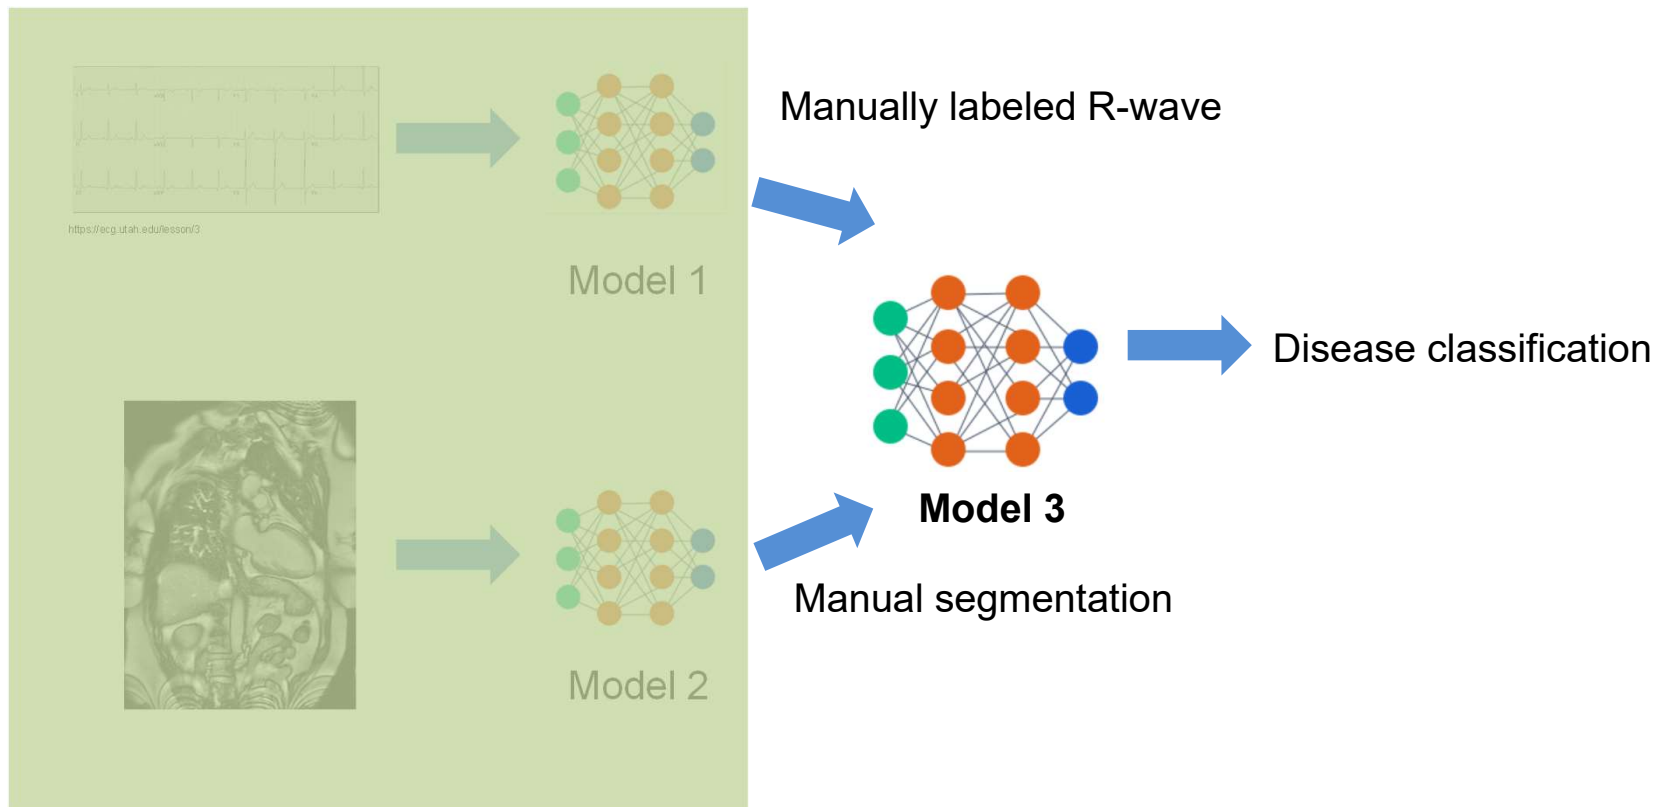 Manually labeled R-wave
https://ecg.utah.edu/lesson/3
Model 1
Disease classification
Model 3
Manual segmentation
Model 2